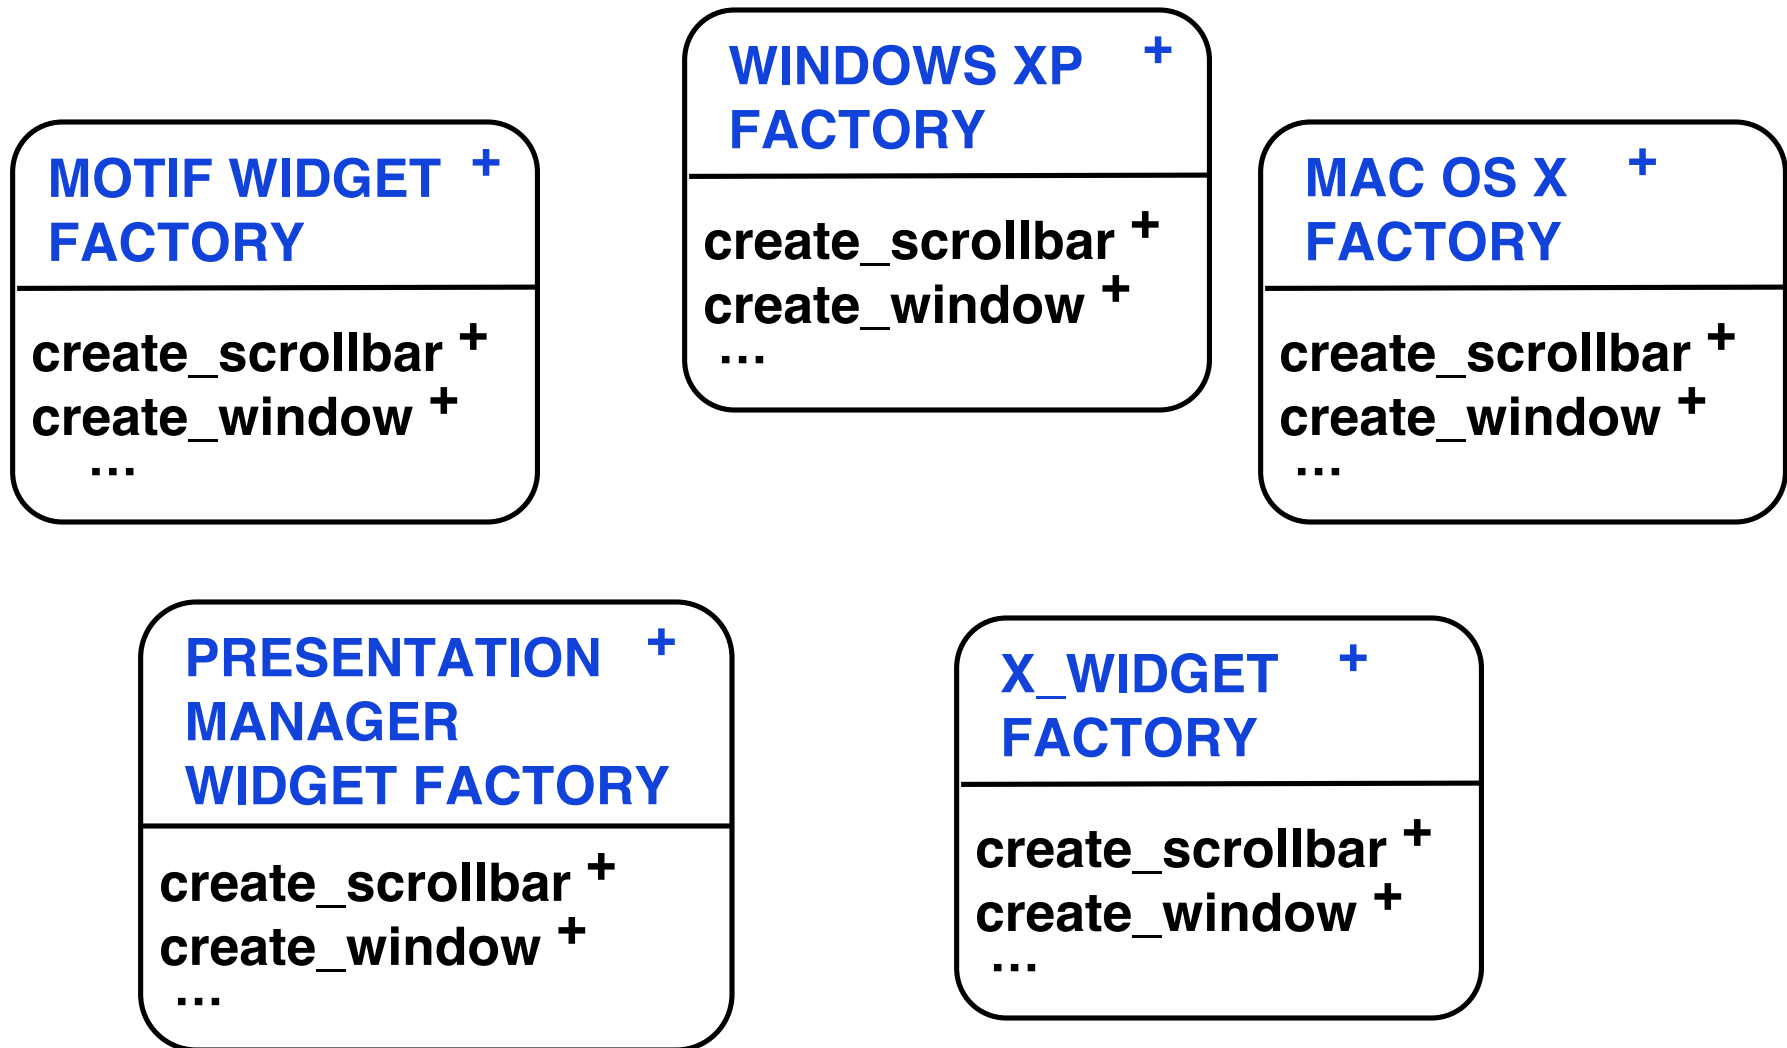 WINDOWS XP +
FACTORY
create_scrollbar +
create_window +
...
MOTIF WIDGET +
FACTORY
create_scrollbar +
create_window +
...
MAC OS X +
FACTORY
create_scrollbar +
create_window +
...
PRESENTATION +
MANAGER
WIDGET FACTORY
create_scrollbar +
create_window +
...
X_WIDGET +
FACTORY
create_scrollbar +
create_window +
...